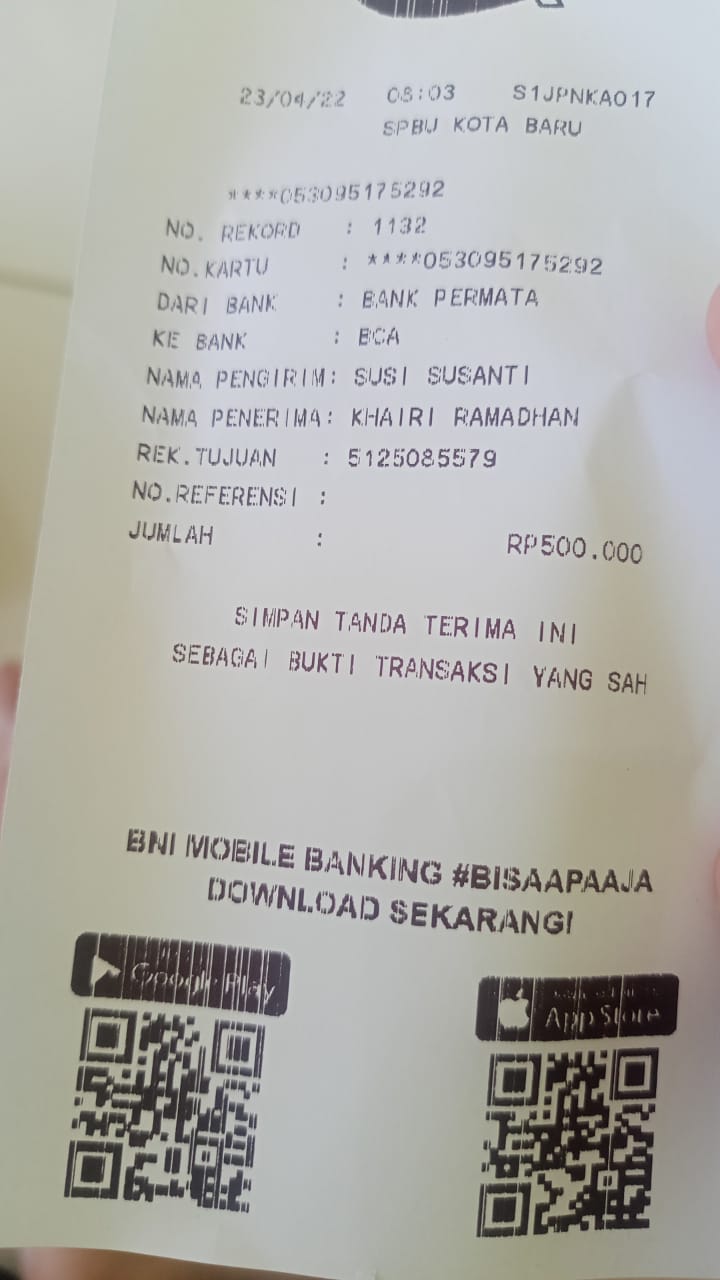 23/04/22 08:03 S1JPNKA017
SPBU KOTA BARU
****053095175292
NO. REKORD : 1132
NO.KARTU : ****053095175292
DARI BANK : BANK PERMATA
KE BANK : BCA
NAMA PENGIRIM: SUSI SUSANTI
NAMA PENERIMA: KHAIRI RAMADHAN
REK.TUJUAN : 5125085579
NO.REFERENSI :
JUMLAH : RP500.000
SIMPAN TANDA TERIMA INI
SEBAGAI BUKTI TRANSAKSI YANG SAH
BNI MOBILE BANKING #BISAAPAAJA
DOWNLOAD SEKARANG!
Google Play
App Store